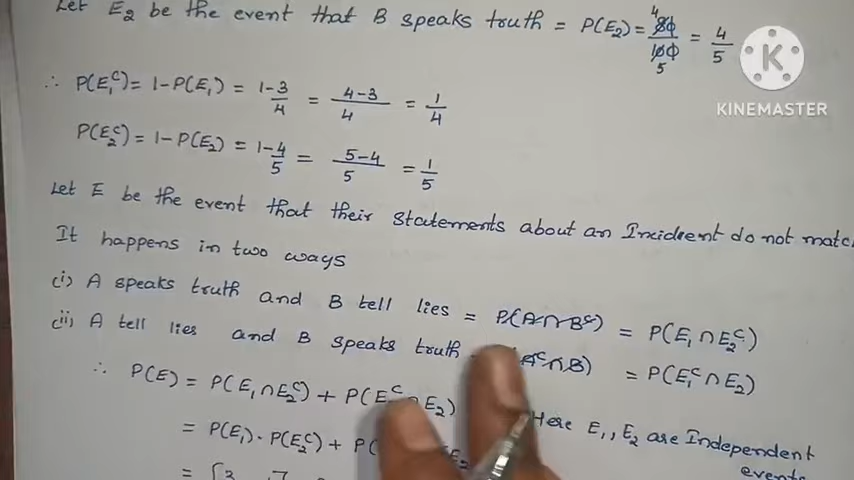 Let E2 be the event that B speaks truth = P(E2) = 80/100 = 4/5
4
5
K
KINEMASTER
∴ P(E1^C) = 1-P(E1) = 1-3/4 = 4-3/4 = 1/4
P(E2^C) = 1-P(E2) = 1-4/5 = 5-4/5 = 1/5
Let E be the event that their statements about an Incident do not
It happens in two ways
(i) A speaks truth and B tell lies = P(A∩B^C) = P(E1∩E2^C)
(ii) A tell lies and B speaks truth A^C∩B) = P(E1^C∩E2)
∴ P(E) = P(E1∩E2^C) + P(E2)
Here E1, E2 are Independent
= P(E1)·P(E2^C) +
events